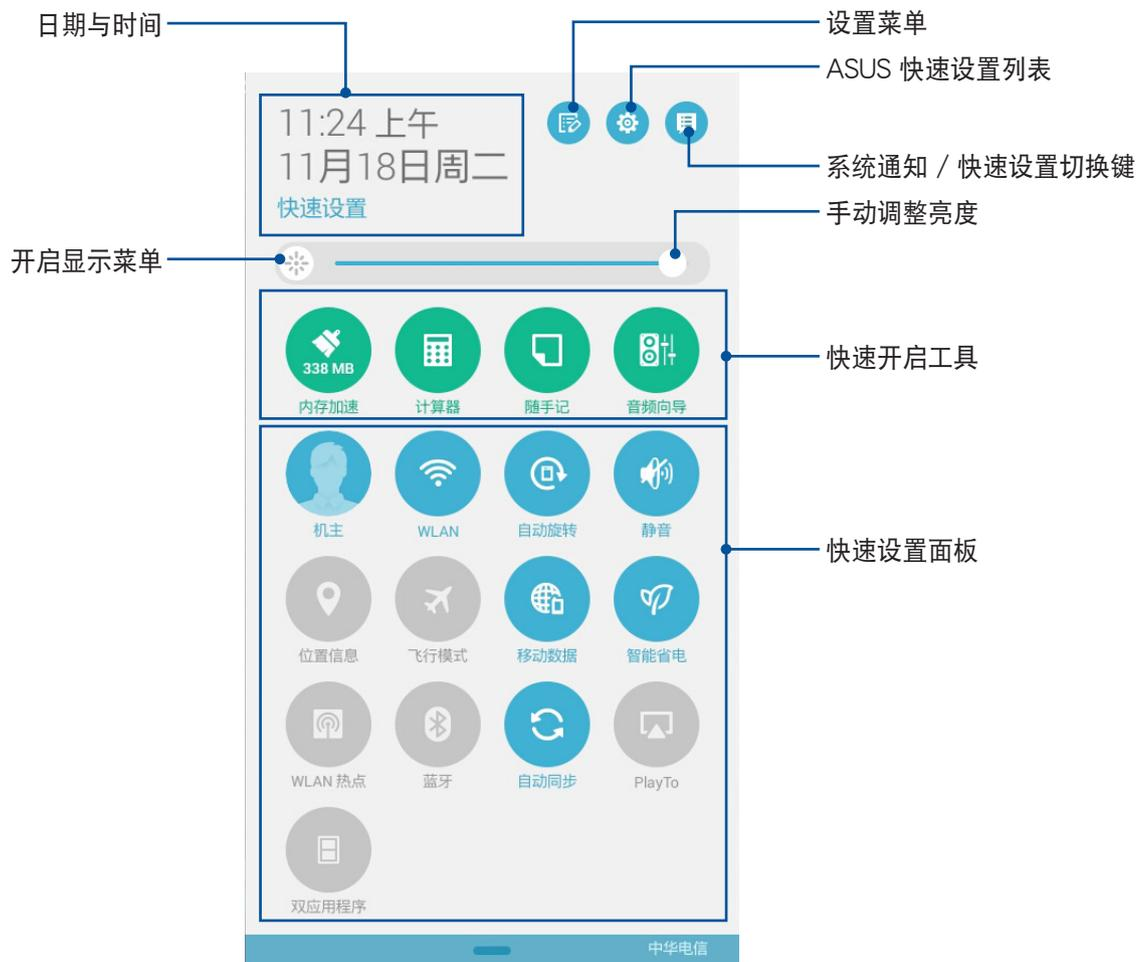 日期与时间
设置菜单
ASUS 快速设置列表
11:24 上午
11月18日周二
快速设置
系统通知 / 快速设置切换键
手动调整亮度
开启显示菜单
338 MB
内存加速
计算器
随手记
音频向导
快速开启工具
机主
WLAN
自动旋转
静音
快速设置面板
位置信息
飞行模式
移动数据
智能省电
WLAN 热点
蓝牙
自动同步
PlayTo
双应用程序
中华电信